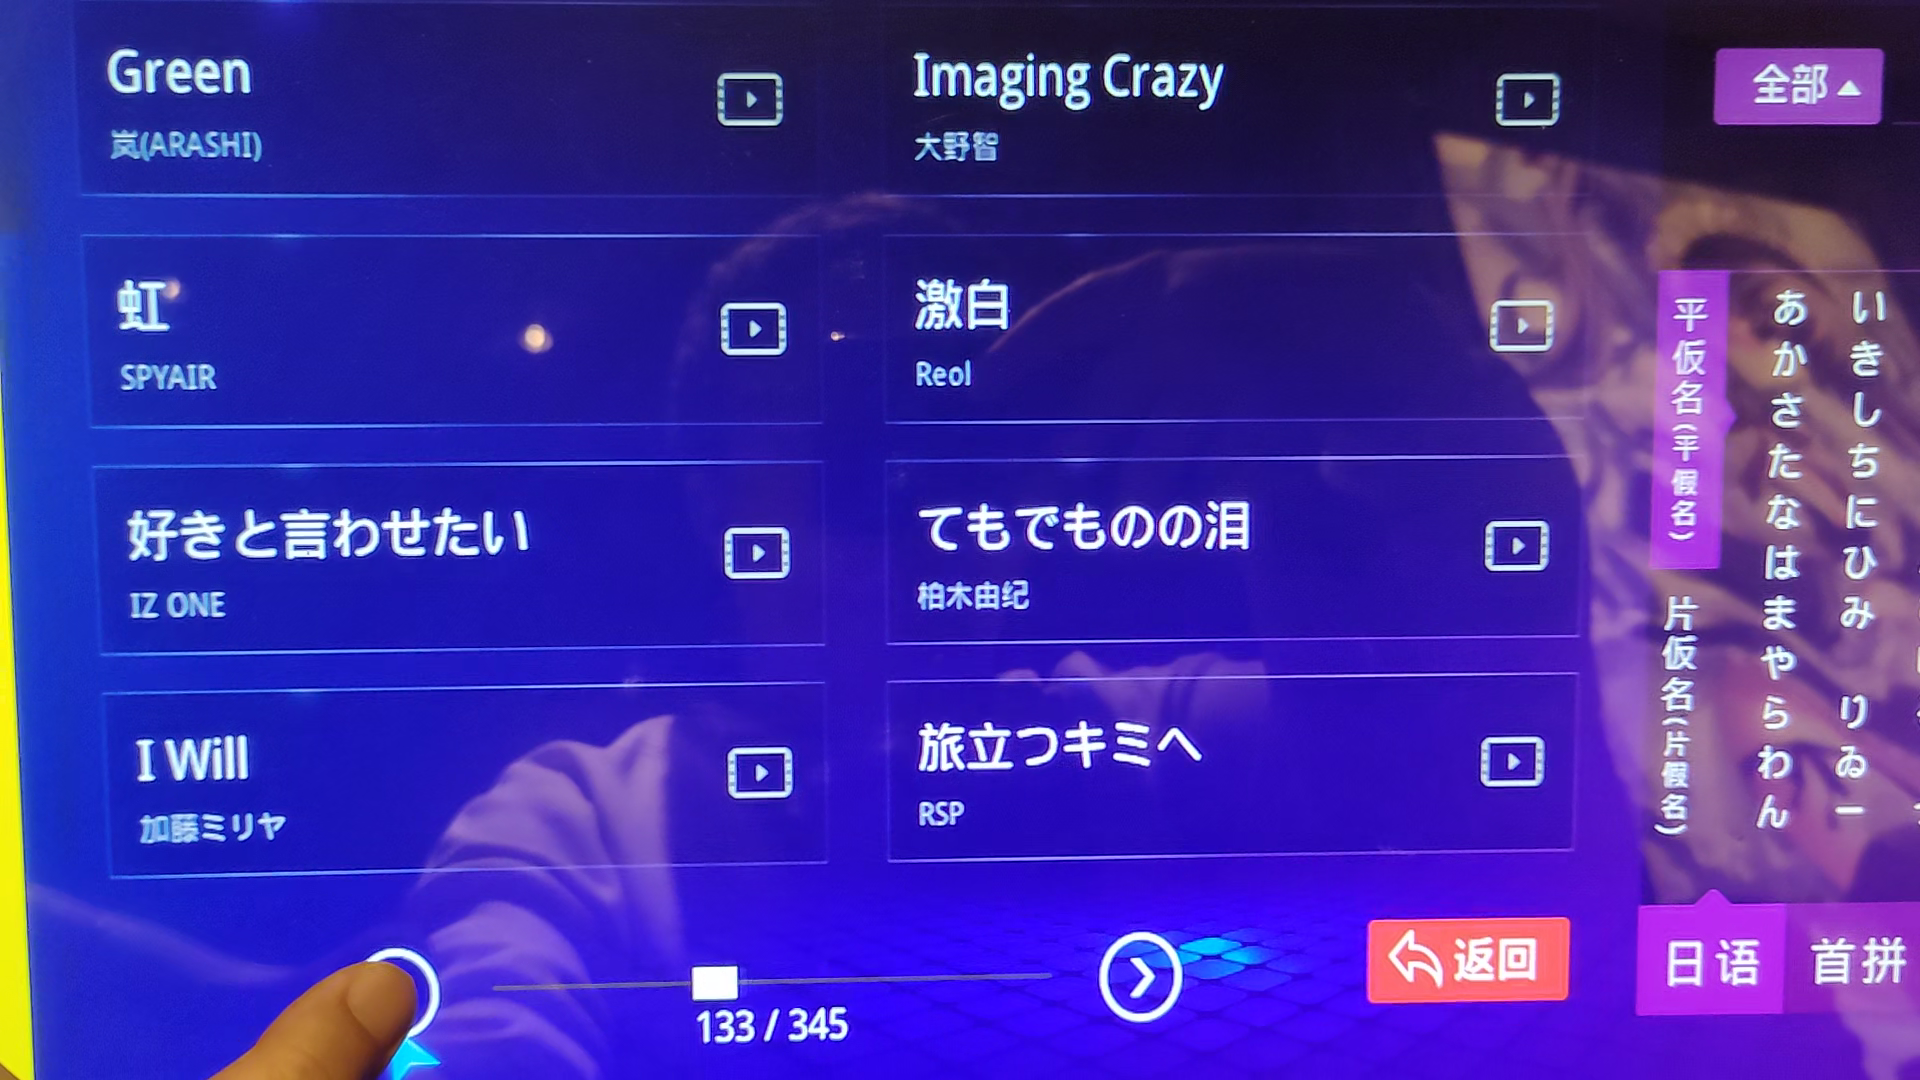 Green
岚(ARASHI)
Imaging Crazy
大野智
虹
SPYAIR
激白
Reol
好きと言わせたい
IZ ONE
てもでものの泪
柏木由纪
I Will
加藤ミリヤ
旅立つキミへ
RSP
133 / 345
返回
全部
平仮名(平假名)
片仮名(片假名)
あかさたなはまやらわん
いきしちにひみ りゐー
日语
首拼